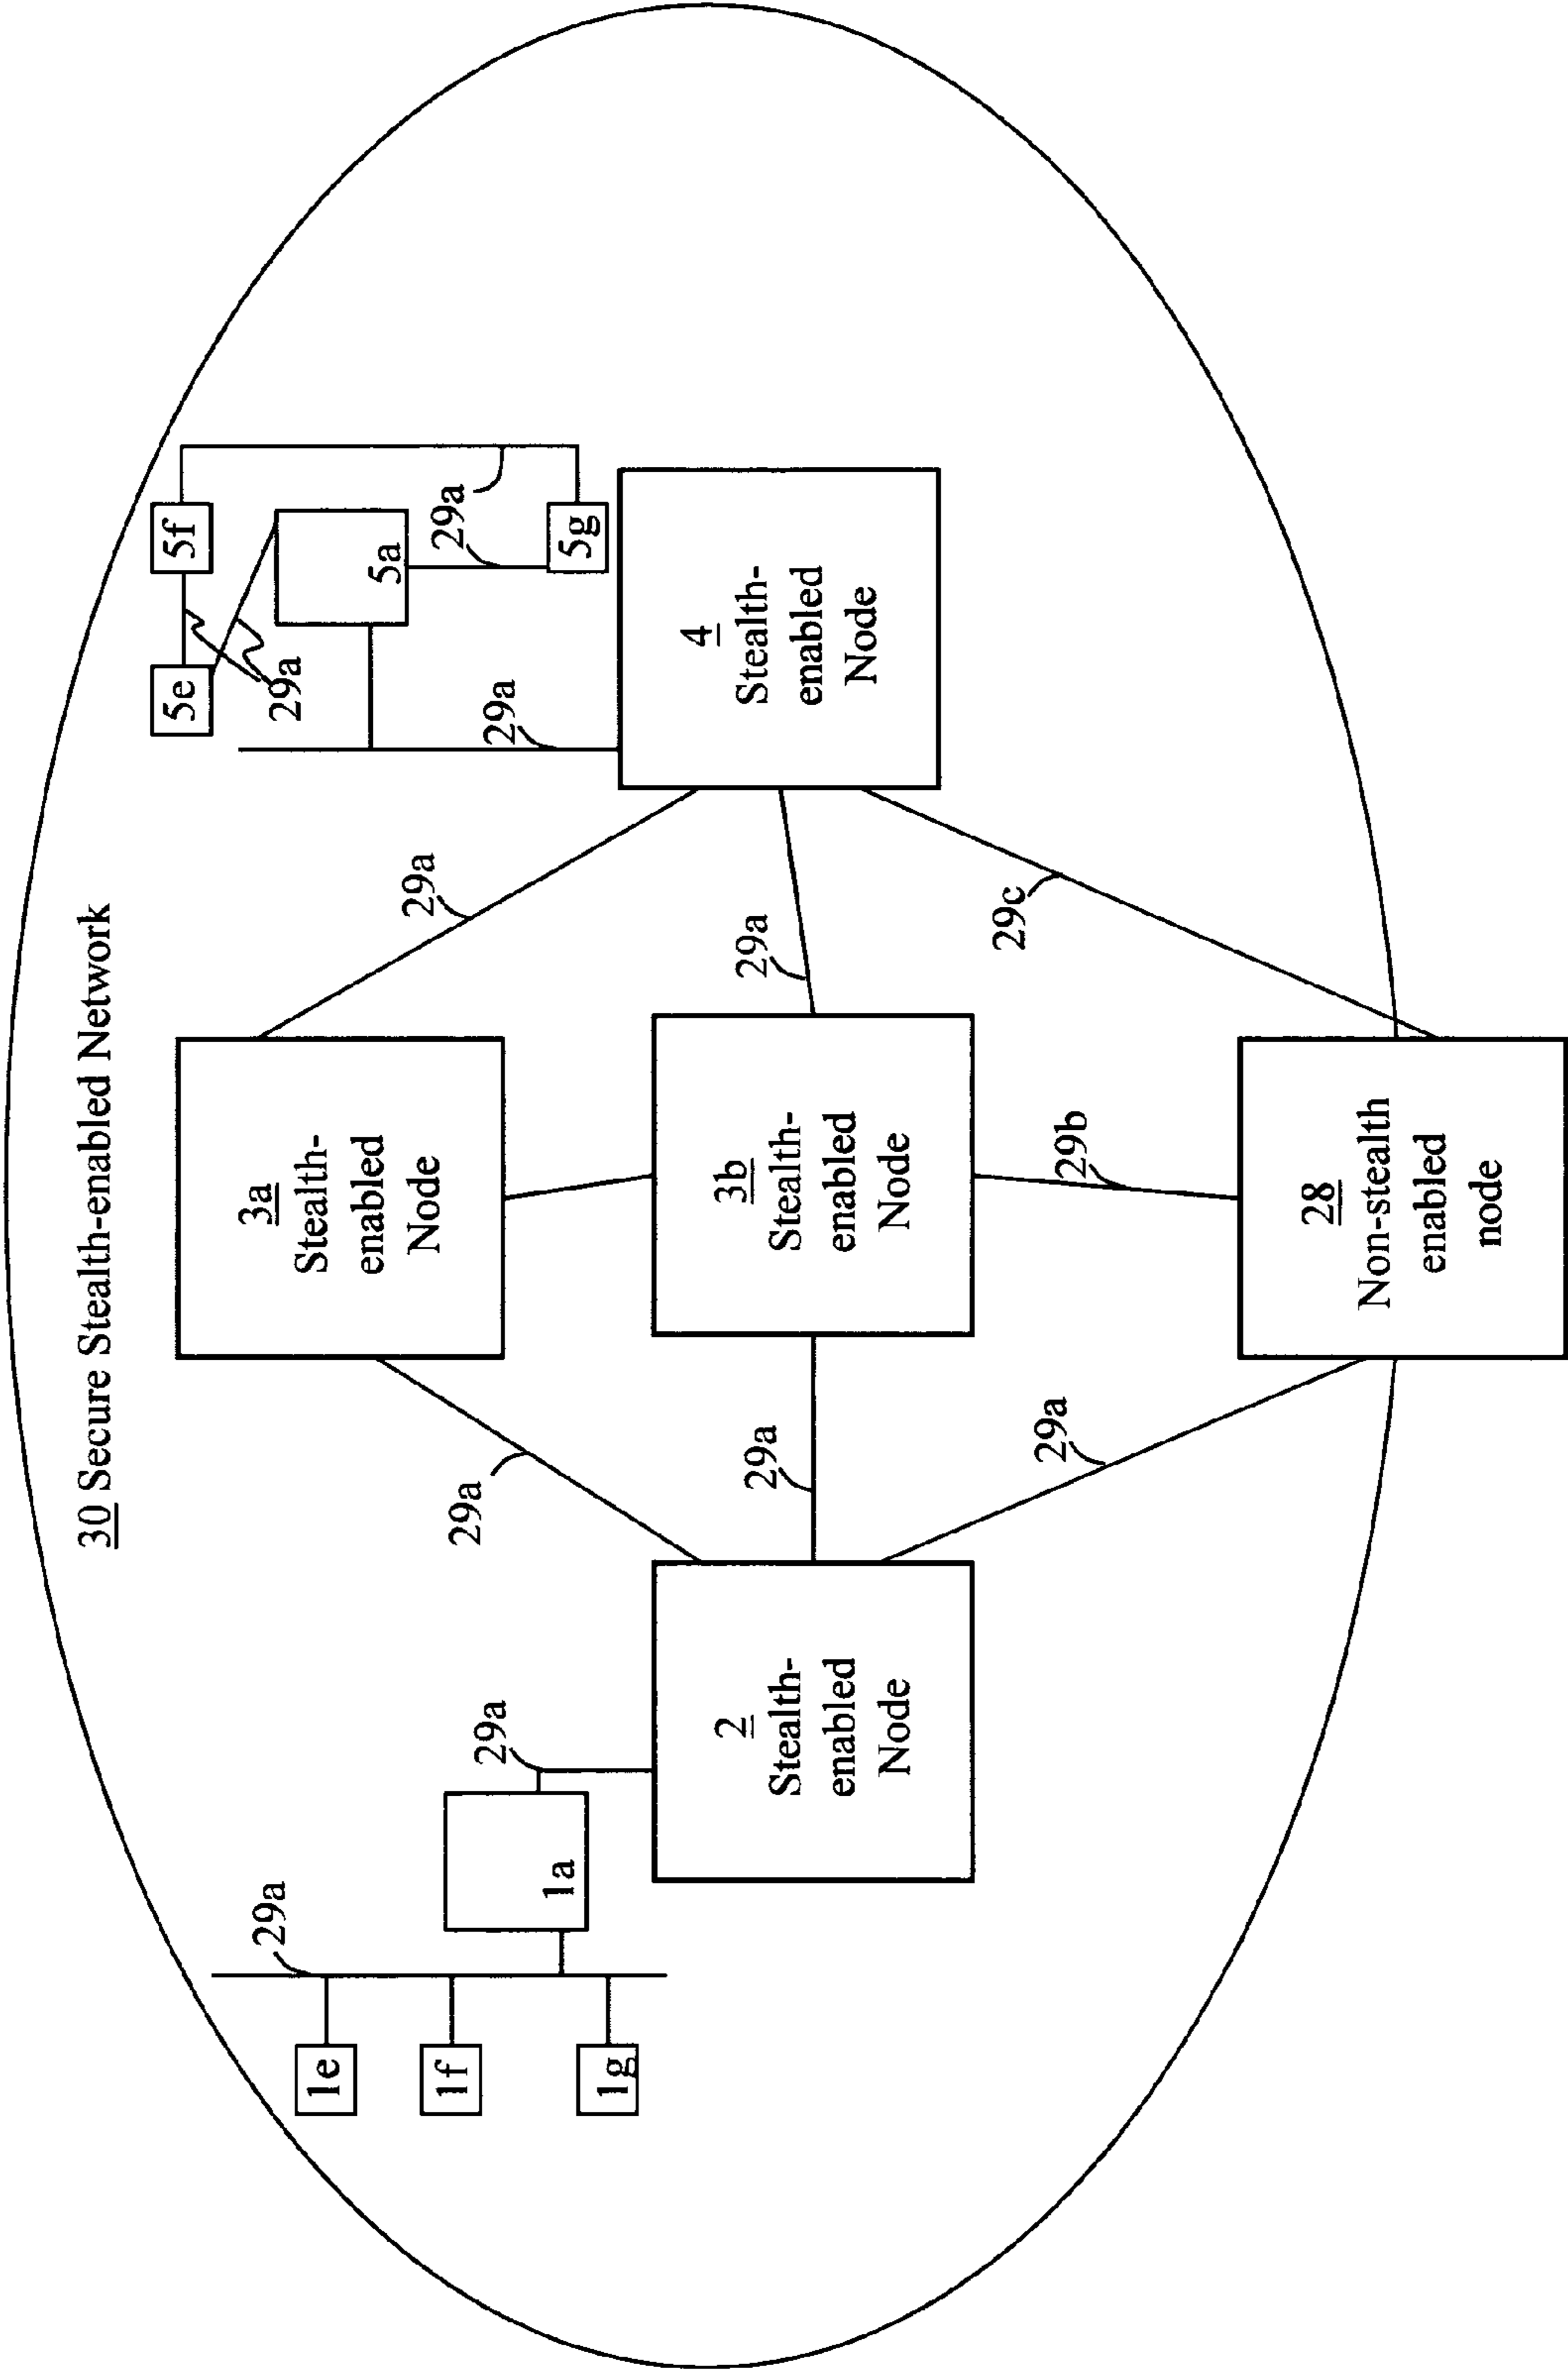 30 Secure Stealth-enabled Network
1e
1f
1g
29a
1a
29a
2
Stealth-
enabled
Node
29a
29a
29a
3a
Stealth-
enabled
Node
3b
Stealth-
enabled
Node
29b
28
Non-stealth
enabled
node
29a
29a
29c
4
Stealth-
enabled
Node
29a
5e
29a
5f
5a
29a
5g
29a